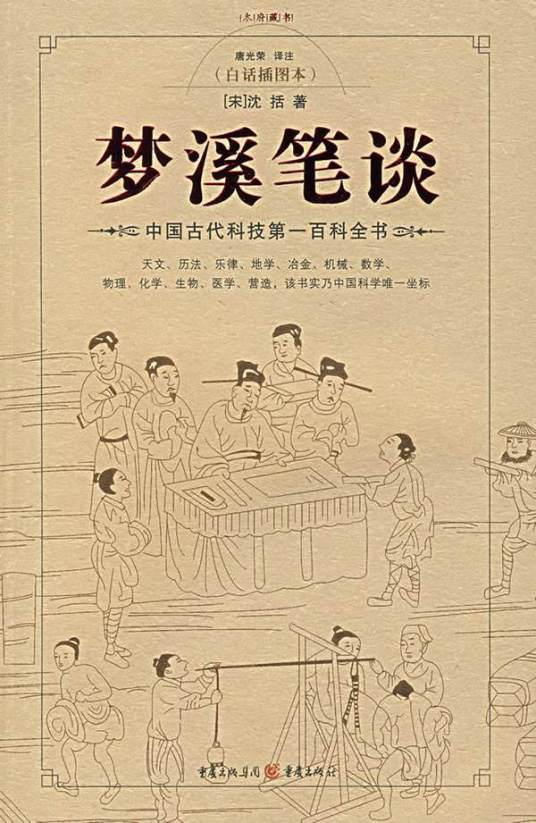 木府藏书
唐光荣 译注
（白话插图本）
[宋]沈 括 著
梦溪笔谈
中国古代科技第一百科全书
天文、历法、乐律、地学、冶金、机械、数学、
物理、化学、生物、医学、营造，该书实乃中国科学唯一坐标
重庆出版集团 重庆出版社